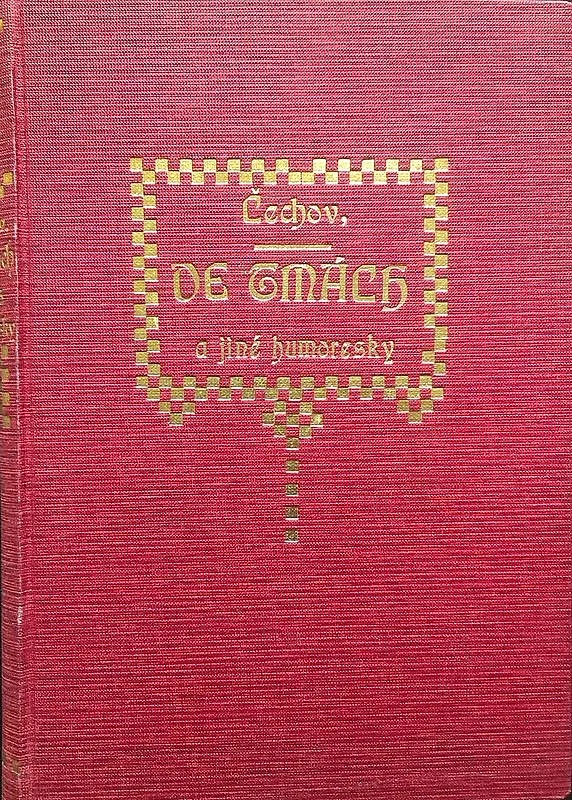 Čechov,
VE TMÁCH
a jiné humoresky